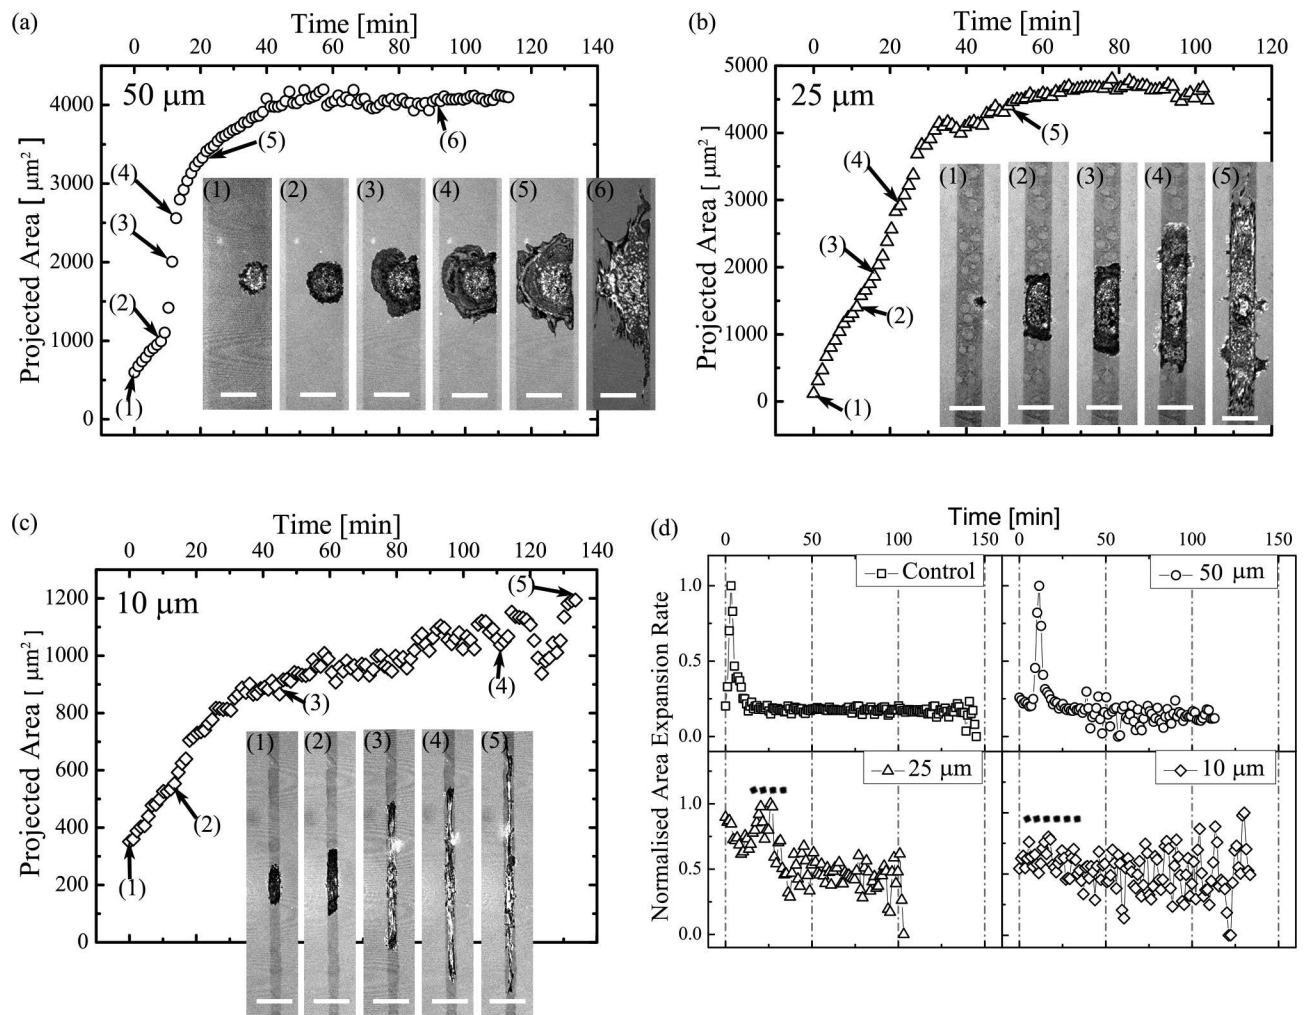 (a)
Time [min]
0 20 40 60 80 100 120 140
50 μm
Projected Area [ μm²]
4000
3000
2000
1000
0
(1)
(2)
(3)
(4)
(5)
(6)
(1) (2) (3) (4) (5) (6)
(b)
Time [min]
0 20 40 60 80 100 120
25 μm
Projected Area [ μm²]
5000
4000
3000
2000
1000
0
(1)
(2)
(3)
(4)
(5)
(1) (2) (3) (4) (5)
(c)
Time [min]
0 20 40 60 80 100 120 140
10 μm
Projected Area [ μm²]
1200
1000
800
600
400
200
0
(1)
(2)
(3)
(4)
(5)
(1) (2) (3) (4) (5)
(d)
Time [min]
0 50 100 150
0 50 100 150
Normalised Area Expansion Rate
1.0
0.5
0.0
1.0
0.5
0.0
Control
50 μm
25 μm
10 μm